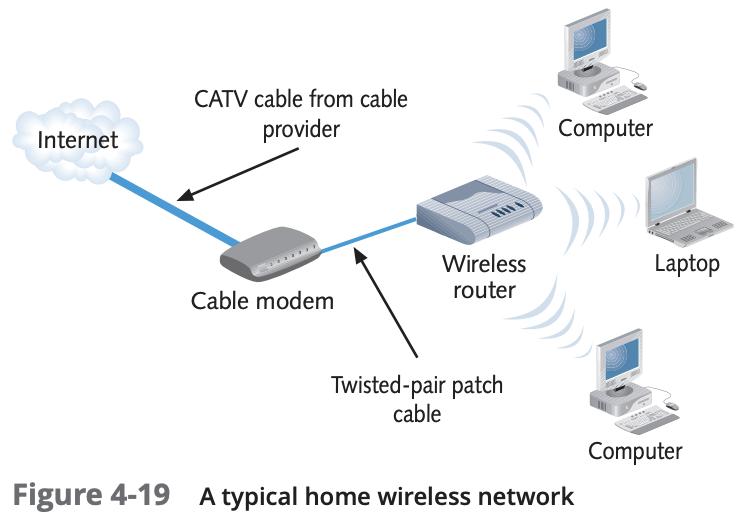 CATV cable from cable
provider
Internet
Computer
Wireless
router
Laptop
Cable modem
Twisted-pair patch
cable
Computer
Figure 4-19 A typical home wireless network